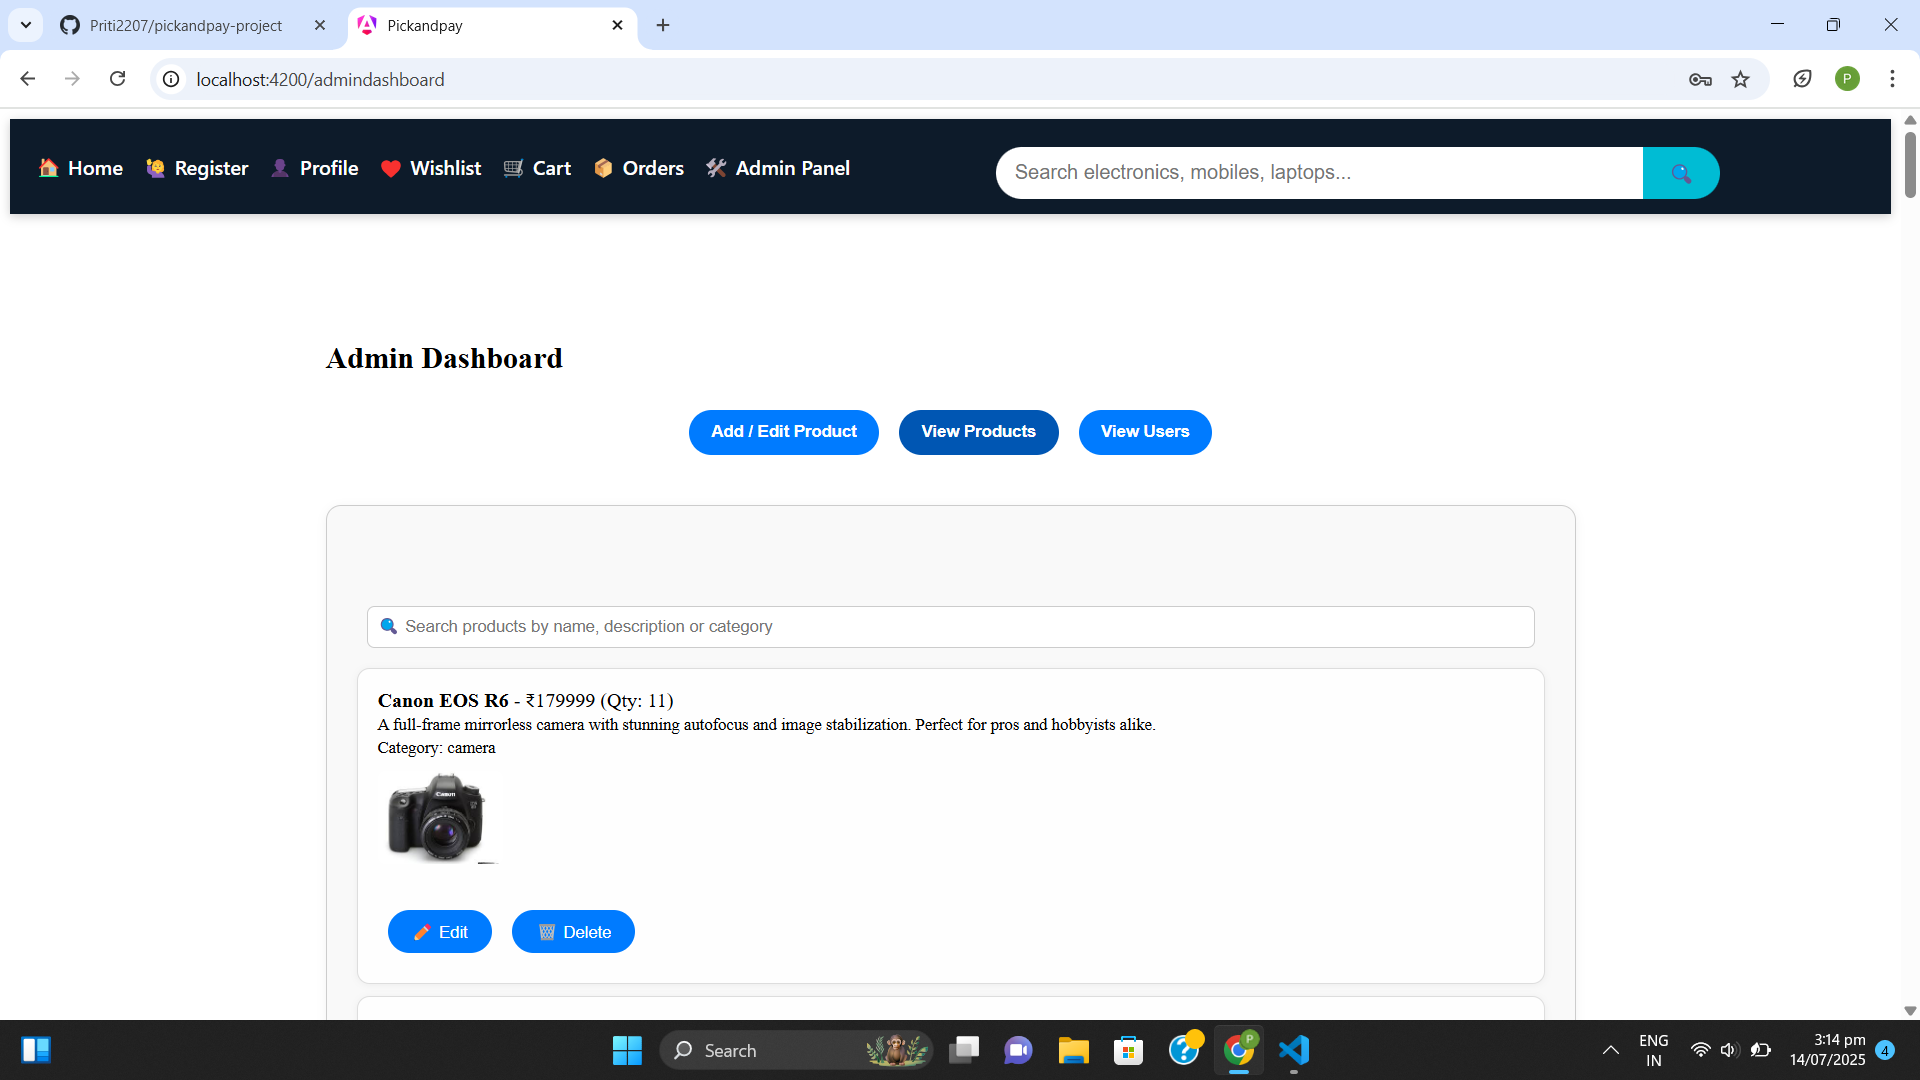 Priti2207/pickandpay-project
Pickandpay
localhost:4200/admindashboard
P
Home
Register
Profile
Wishlist
Cart
Orders
Admin Panel
Search electronics, mobiles, laptops...
Admin Dashboard
Add / Edit Product
View Products
View Users
Search products by name, description or category
Canon EOS R6 - ₹179999 (Qty: 11)
A full-frame mirrorless camera with stunning autofocus and image stabilization. Perfect for pros and hobbyists alike.
Category: camera
Canon
Edit
Delete
Search
P
ENG
IN
3:14 pm
14/07/2025
4